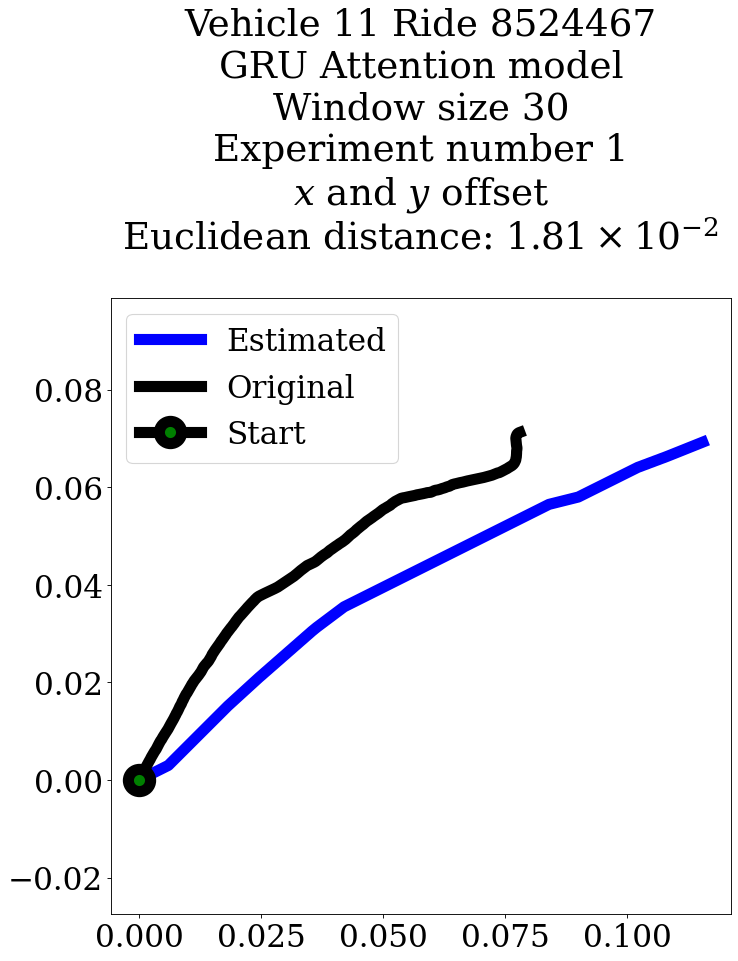 Vehicle 11 Ride 8524467
GRU Attention model
Window size 30
Experiment number 1
x and y offset
Euclidean distance: 1.81 × 10⁻²
Estimated
Original
Start
0.08
0.06
0.04
0.02
0.00
−0.02
0.000 0.025 0.050 0.075 0.100